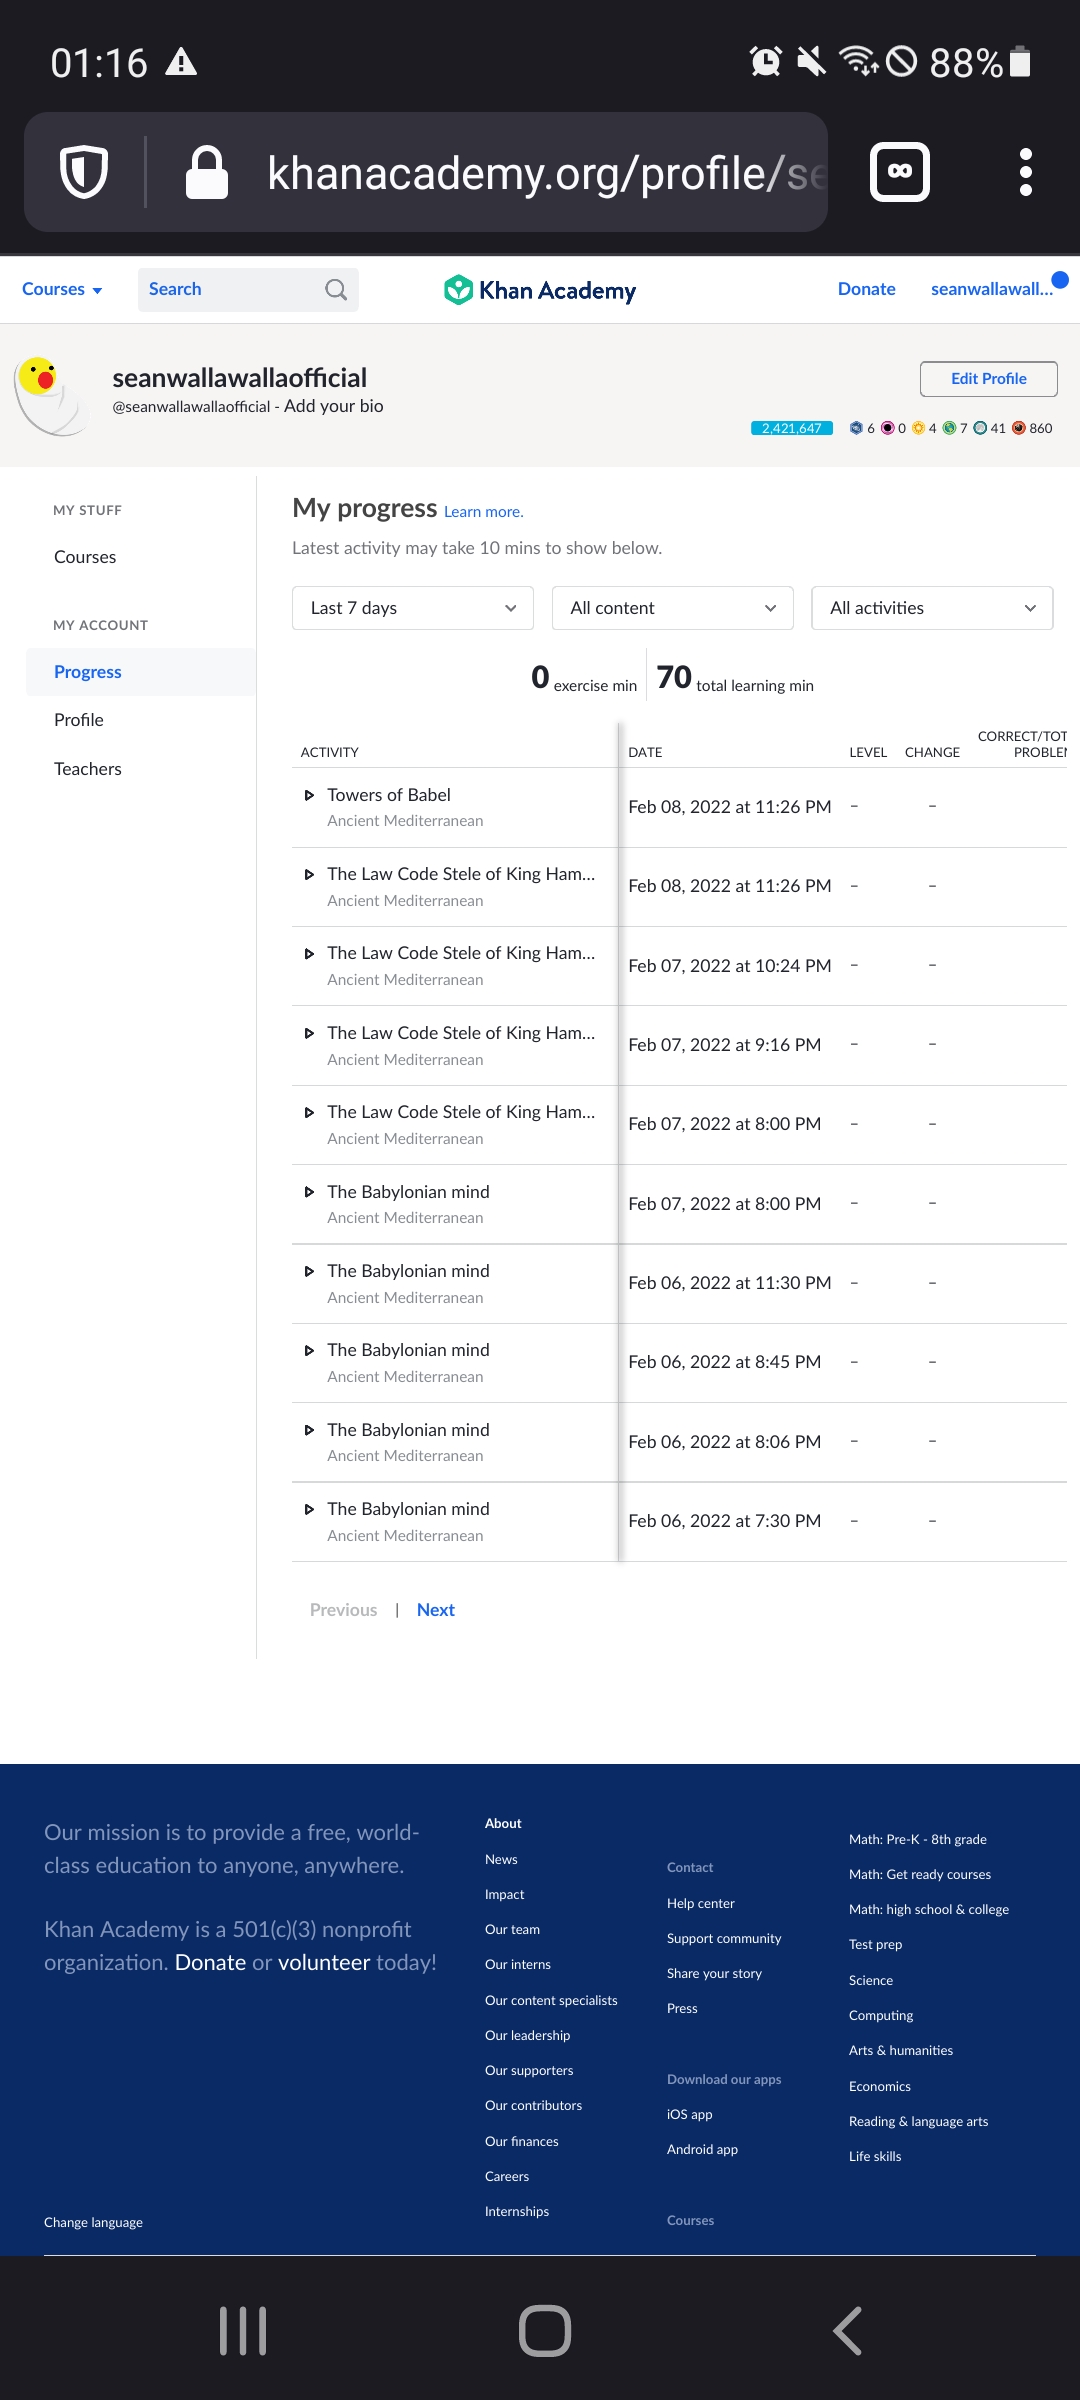 01:16
88%
khanacademy.org/profile/se
Courses
Search
Khan Academy
Donate
seanwallawall...
seanwallawallaofficial
@seanwallawallaofficial - Add your bio
Edit Profile
2,421,647 6 0 4 7 41 860
MY STUFF
Courses
MY ACCOUNT
Progress
Profile
Teachers
My progress Learn more.
Latest activity may take 10 mins to show below.
Last 7 days
All content
All activities
0 exercise min
70 total learning min
ACTIVITY DATE LEVEL CHANGE CORRECT/TOT
PROBLEM
Towers of Babel
Ancient Mediterranean
Feb 08, 2022 at 11:26 PM – –
The Law Code Stele of King Ham...
Ancient Mediterranean
Feb 08, 2022 at 11:26 PM – –
The Law Code Stele of King Ham...
Ancient Mediterranean
Feb 07, 2022 at 10:24 PM – –
The Law Code Stele of King Ham...
Ancient Mediterranean
Feb 07, 2022 at 9:16 PM – –
The Law Code Stele of King Ham...
Ancient Mediterranean
Feb 07, 2022 at 8:00 PM – –
The Babylonian mind
Ancient Mediterranean
Feb 07, 2022 at 8:00 PM – –
The Babylonian mind
Ancient Mediterranean
Feb 06, 2022 at 11:30 PM – –
The Babylonian mind
Ancient Mediterranean
Feb 06, 2022 at 8:45 PM – –
The Babylonian mind
Ancient Mediterranean
Feb 06, 2022 at 8:06 PM – –
The Babylonian mind
Ancient Mediterranean
Feb 06, 2022 at 7:30 PM – –
Previous | Next
Our mission is to provide a free, world-
class education to anyone, anywhere.
Khan Academy is a 501(c)(3) nonprofit
organization. Donate or volunteer today!
About
News
Impact
Our team
Our interns
Our content specialists
Our leadership
Our supporters
Our contributors
Our finances
Careers
Internships
Contact
Help center
Support community
Share your story
Press
Download our apps
iOS app
Android app
Courses
Math: Pre-K - 8th grade
Math: Get ready courses
Math: high school & college
Test prep
Science
Computing
Arts & humanities
Economics
Reading & language arts
Life skills
Change language